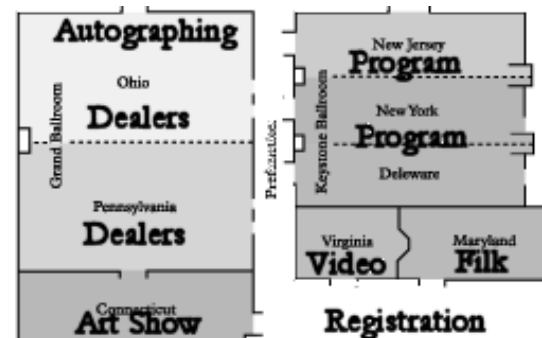 Autographing
Ohio
Dealers
Grand Ballroom
Pennsylvania
Dealers
Connecticut
Art Show
New Jersey
Program
New York
Program
Keystone Ballroom
Deleware
Virginia
Video
Maryland
Filk
Registration